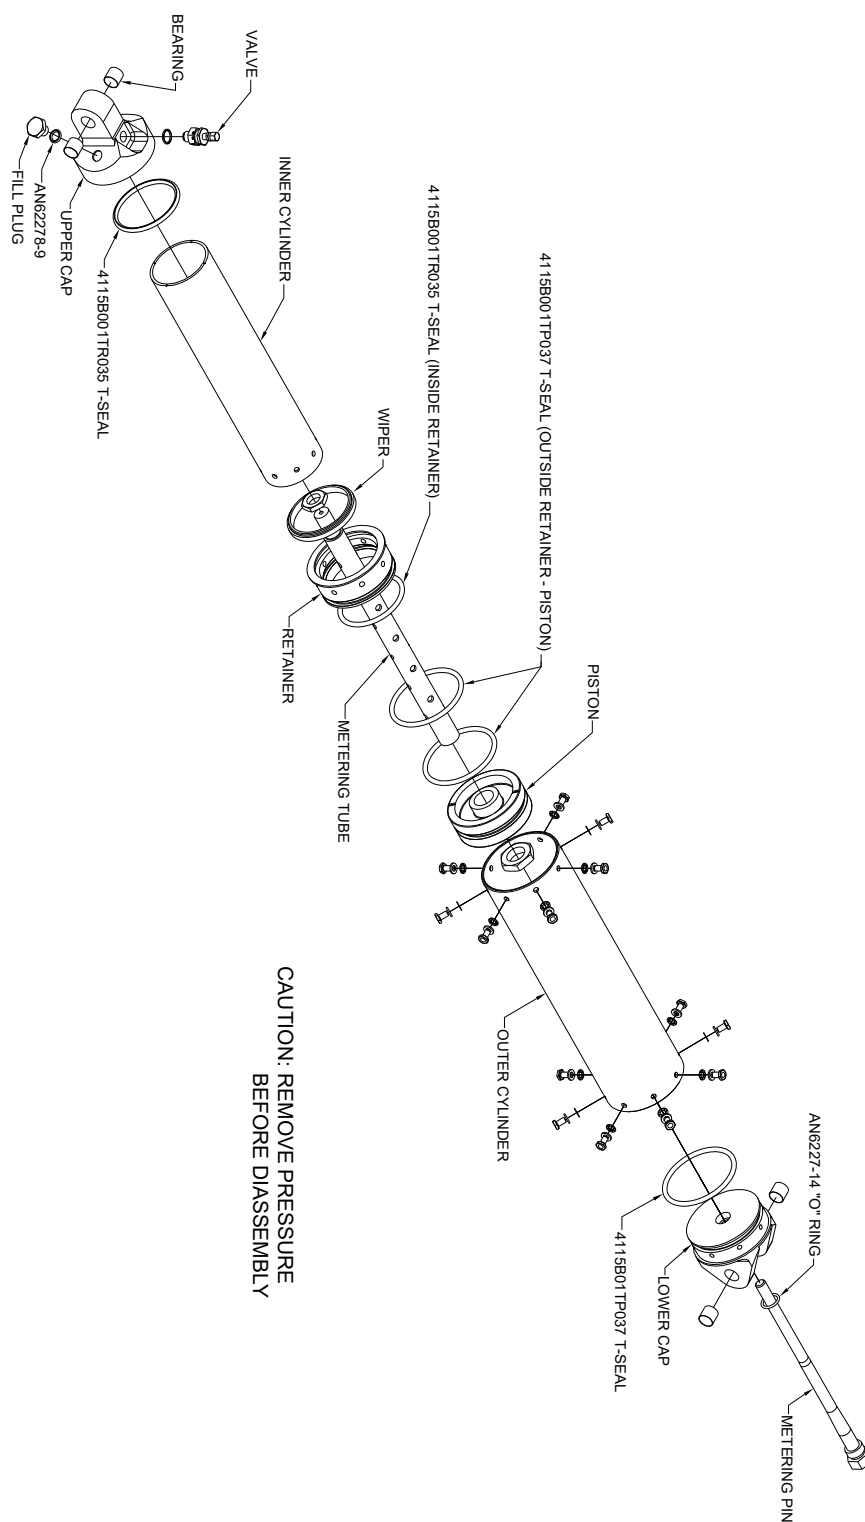 VALVE
BEARING
FILL PLUG
AN62278-9
UPPER CAP
4115B001TR035 T-SEAL
INNER CYLINDER
4115B001TR035 T-SEAL (INSIDE RETAINER)
4115B001TP037 T-SEAL (OUTSIDE RETAINER - PISTON)
WIPER
RETAINER
METERING TUBE
PISTON
OUTER CYLINDER
AN6227-14 "O" RING
4115B01TP037 T-SEAL
LOWER CAP
METERING PIN
CAUTION: REMOVE PRESSURE
BEFORE DIASSEMBLY